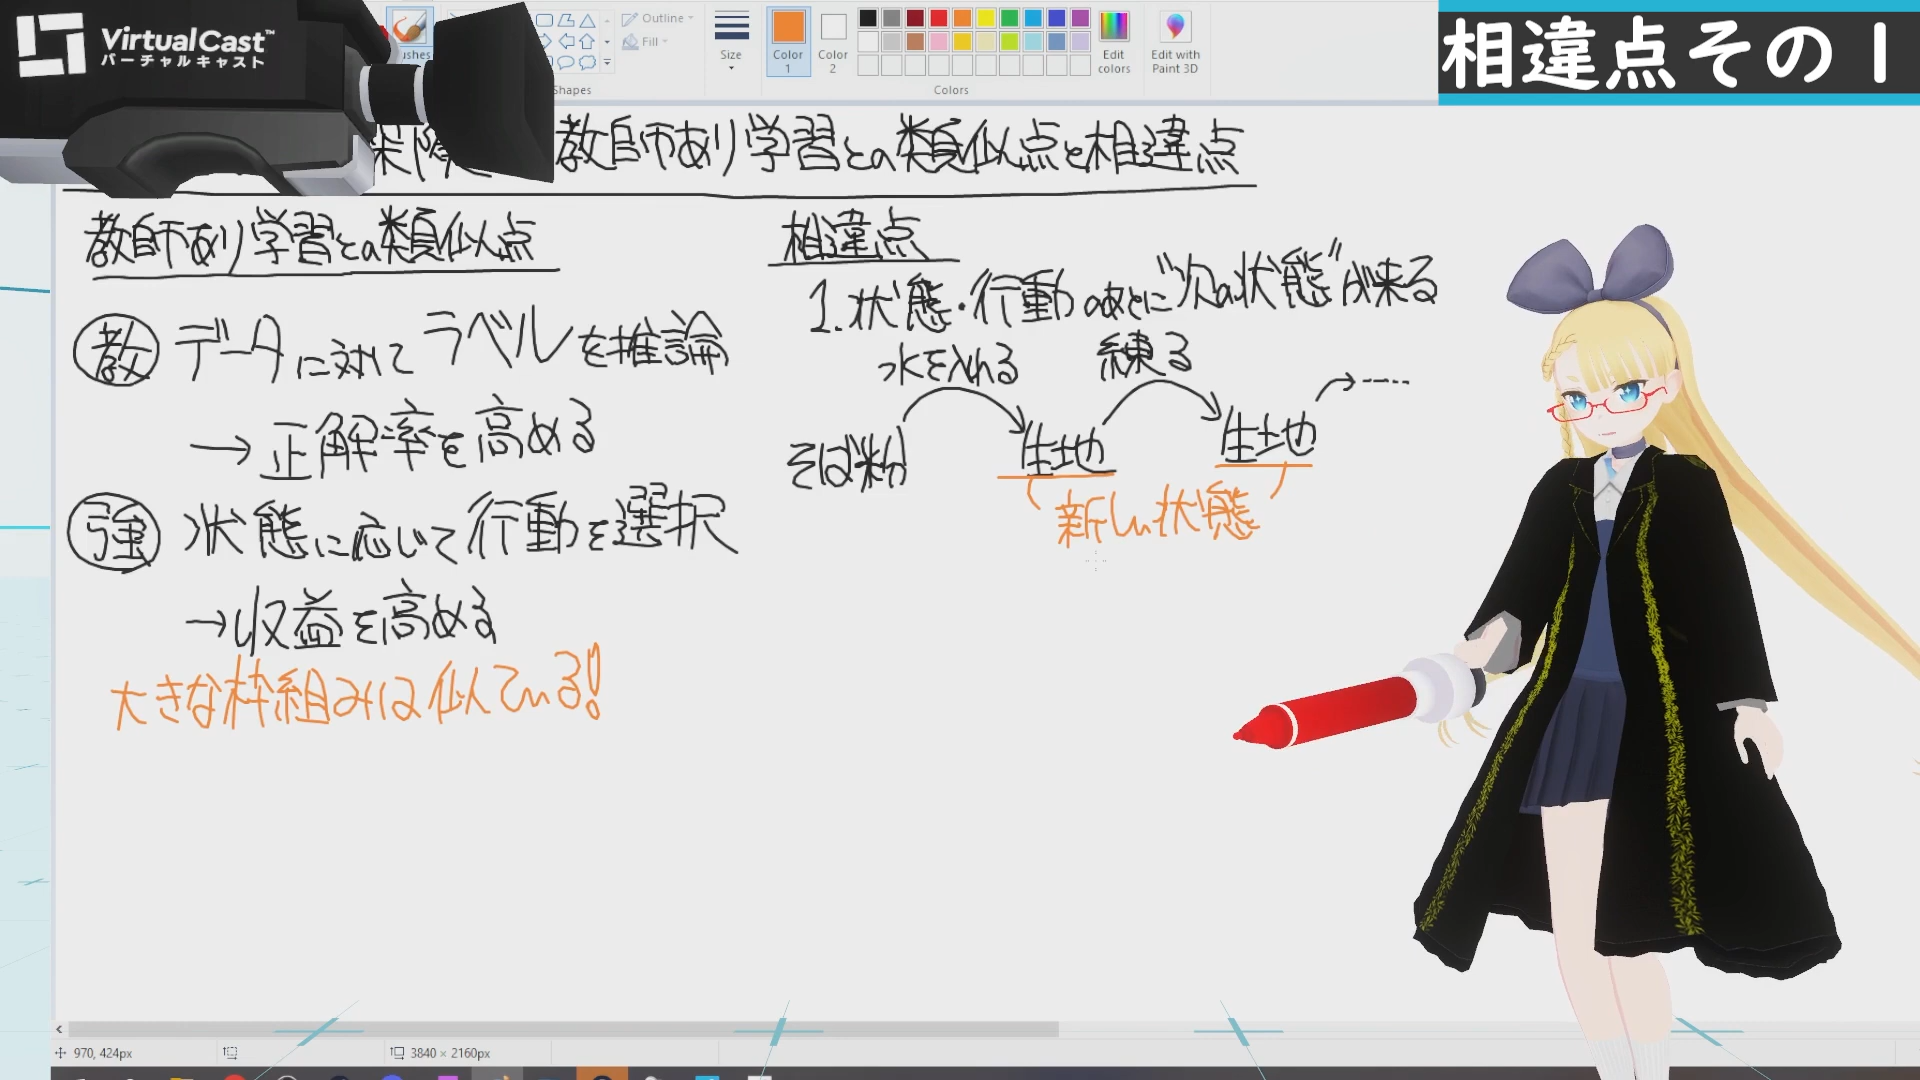 VirtualCast™
バーチャルキャスト
Shapes
Outline
Fill
Size
Color 1
Color 2
Edit colors
Edit with Paint 3D
Colors
相違点その1
教師あり学習との類似点と相違点
教師あり学習との類似点
教 データに対してラベルを推論
→正解率を高める
強 状態に応じて行動を選択
→収益を高める
大きな枠組みは似ている!
相違点
1.状態・行動のあとに"次の状態"が来る
水を入れる 練る
そば粉 生地 生地
新しい状態
970, 424px
3840 × 2160px